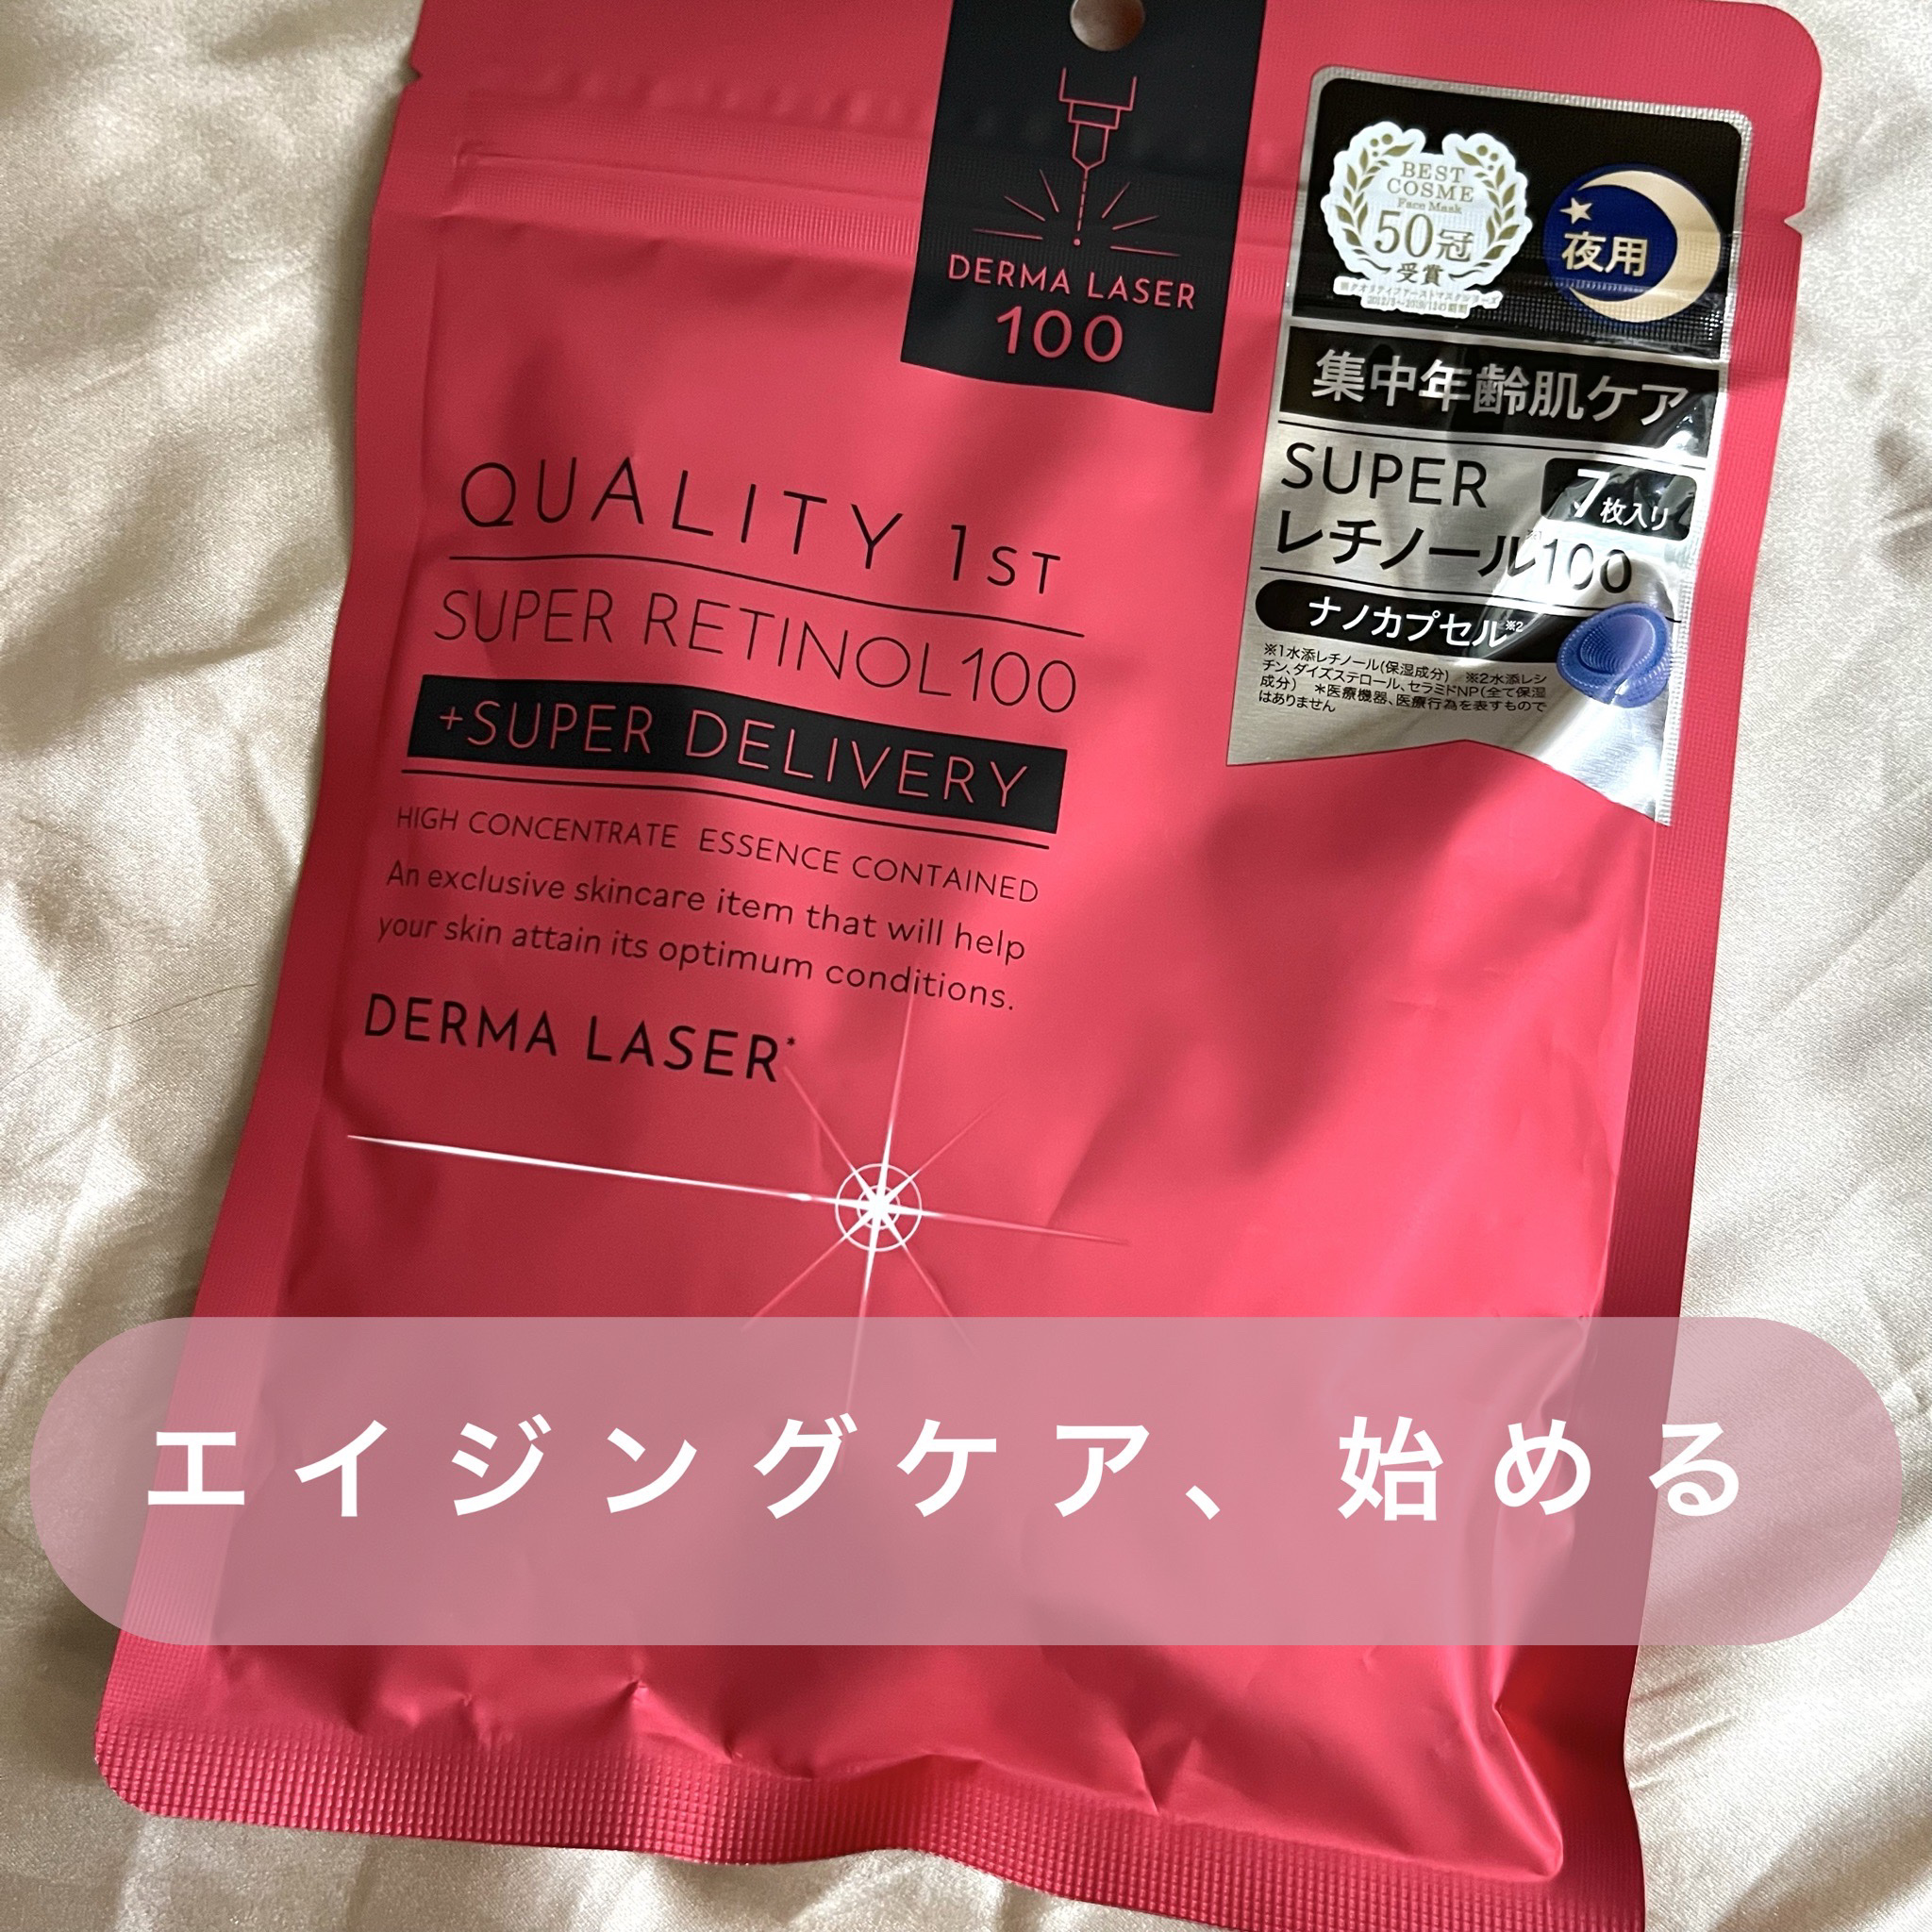 DERMA LASER
100
BEST
COSME
Face Mask
50冠
受賞
夜用
集中年齢肌ケア
SUPER
7枚入り
レチノール※1100
ナノカプセル※2
※1水添レチノール(保湿成分) ※2水添レシ
チン、ダイズステロール、セラミドNP(全て保湿
成分) ＊医療機器、医療行為を表すもので
はありません
QUALITY 1ST
SUPER RETINOL100
+SUPER DELIVERY
HIGH CONCENTRATE ESSENCE CONTAINED
An exclusive skincare item that will help
your skin attain its optimum conditions.
DERMA LASER*
エイジングケア、始める